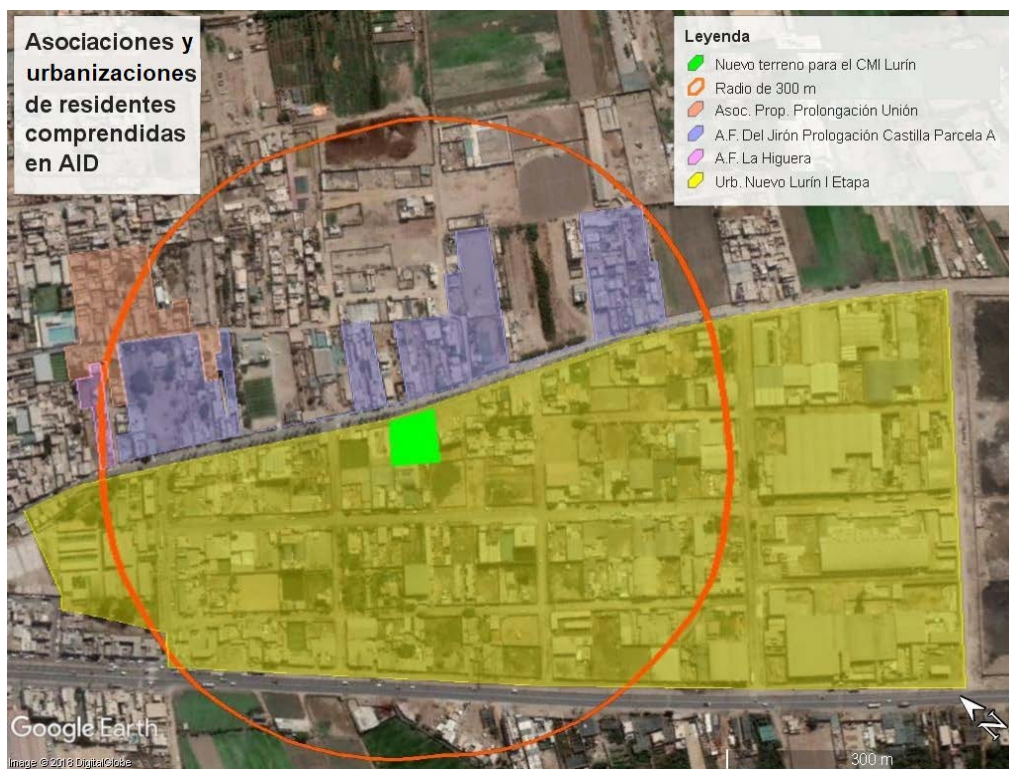 Asociaciones y
urbanizaciones
de residentes
comprendidas
en AID
Leyenda
Nuevo terreno para el CMI Lurín
Radio de 300 m
Asoc. Prop. Prolongación Unión
A.F. Del Jirón Prologación Castilla Parcela A
A.F. La Higuera
Urb. Nuevo Lurín I Etapa
Google Earth
Image © 2018 DigitalGlobe
300 m
N